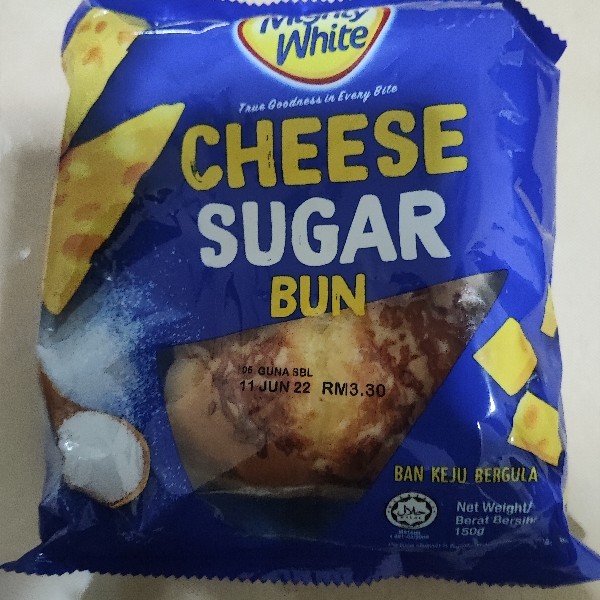 Mighty
White
True Goodness in Every Bite
CHEESE
SUGAR
BUN
06 GUNA SBL
11 JUN 22 RM3.30
BAN KEJU BERGULA
Net Weight/
Berat Bersih
150g